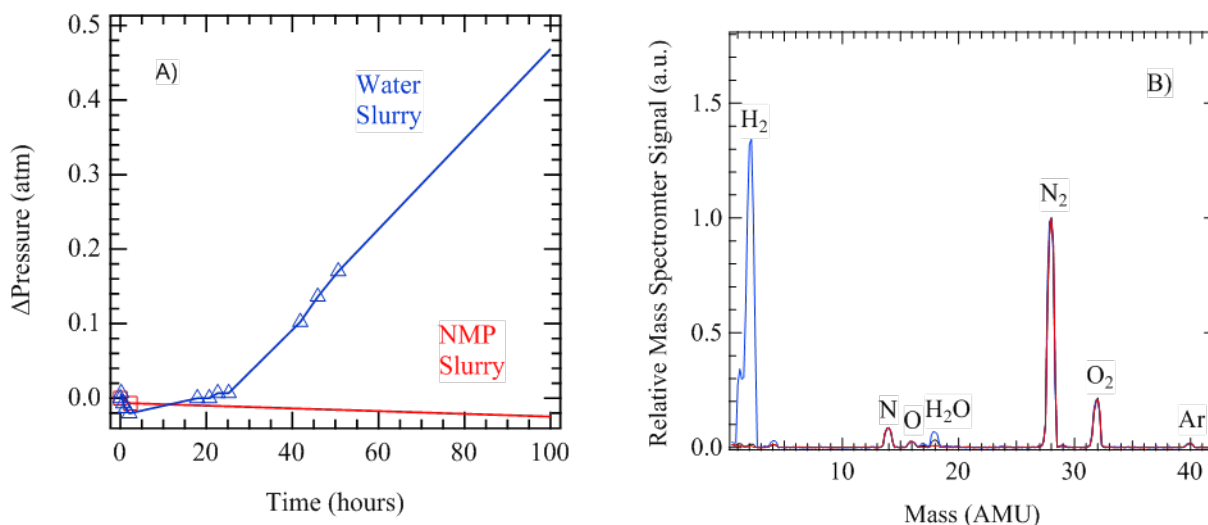 0.5
0.4
0.3
0.2
0.1
0.0
ΔPressure (atm)
A)
Water
Slurry
NMP
Slurry
0
20
40
60
80
100
Time (hours)
1.5
1.0
0.5
0.0
Relative Mass Spectromter Signal (a.u.)
B)
H₂
N₂
N
O
H₂O
O₂
Ar
10
20
30
40
Mass (AMU)